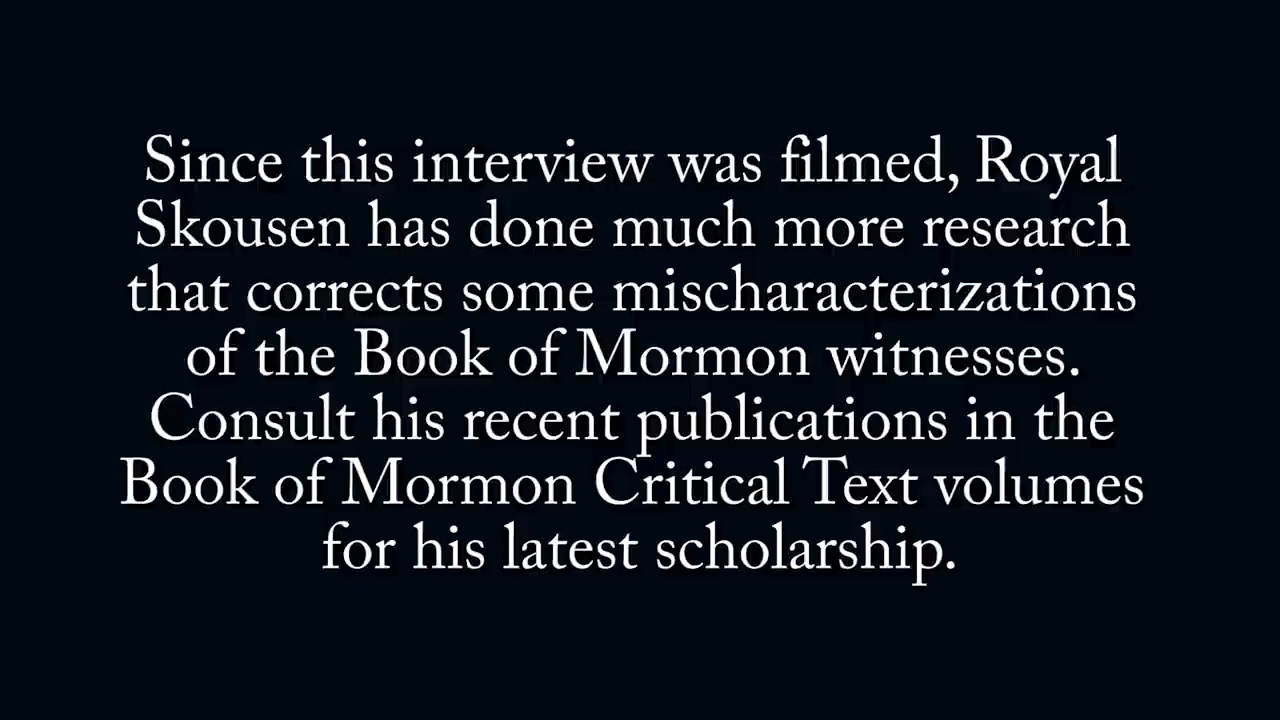 Since this interview was filmed, Royal
Skousen has done much more research
that corrects some mischaracterizations
of the Book of Mormon witnesses.
Consult his recent publications in the
Book of Mormon Critical Text volumes
for his latest scholarship.